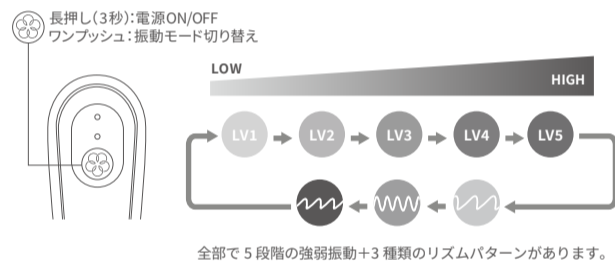 長押し(3秒):電源ON/OFF
ワンプッシュ:振動モード切り替え
LOW
HIGH
LV1
LV2
LV3
LV4
LV5
全部で5段階の強弱振動+3種類のリズムパターンがあります。